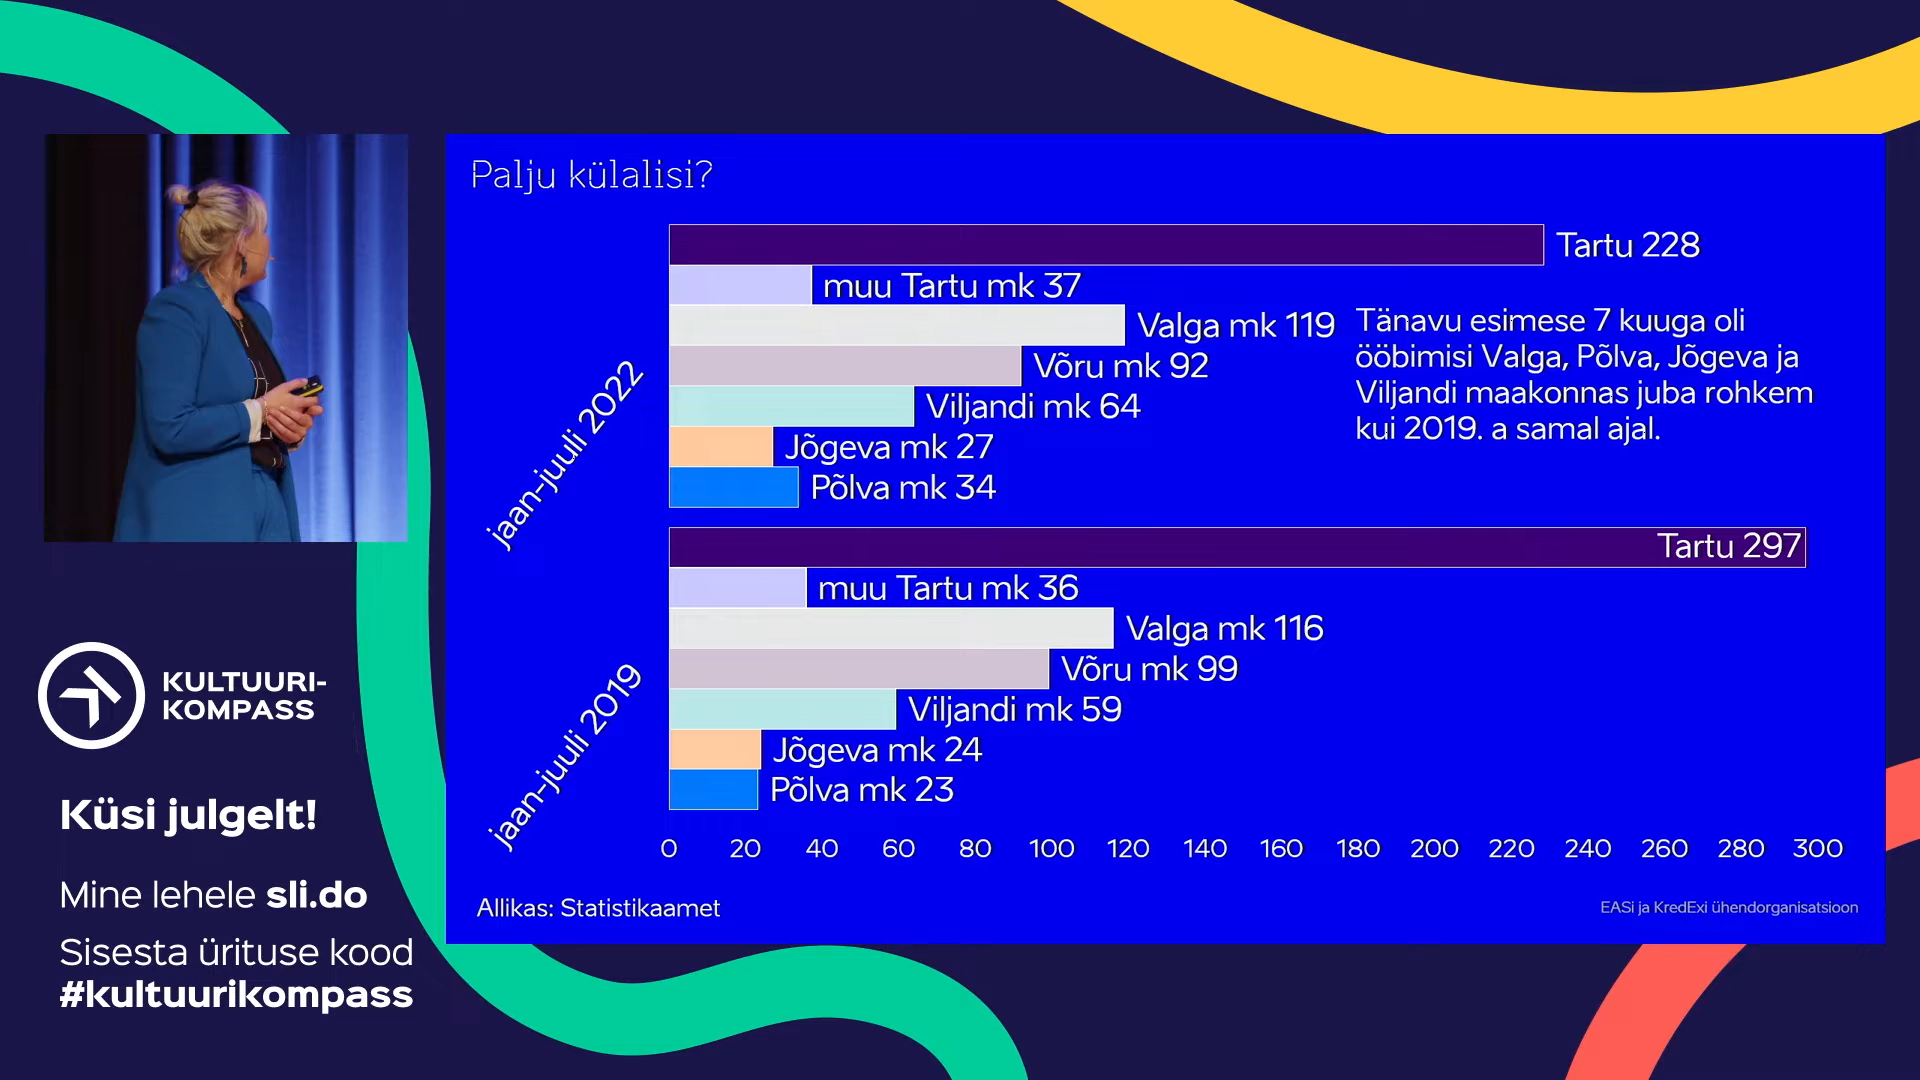 Palju külalisi?
jaan-juuli 2022
Tartu 228
muu Tartu mk 37
Valga mk 119
Võru mk 92
Viljandi mk 64
Jõgeva mk 27
Põlva mk 34
Tänavu esimese 7 kuuga oli
ööbimisi Valga, Põlva, Jõgeva ja
Viljandi maakonnas juba rohkem
kui 2019. a samal ajal.
jaan-juuli 2019
Tartu 297
muu Tartu mk 36
Valga mk 116
Võru mk 99
Viljandi mk 59
Jõgeva mk 24
Põlva mk 23
0 20 40 60 80 100 120 140 160 180 200 220 240 260 280 300
Allikas: Statistikaamet
EASi ja KredExi ühendorganisatsioon
KULTUURI-
KOMPASS
Küsi julgelt!
Mine lehele sli.do
Sisesta ürituse kood
#kultuurikompass